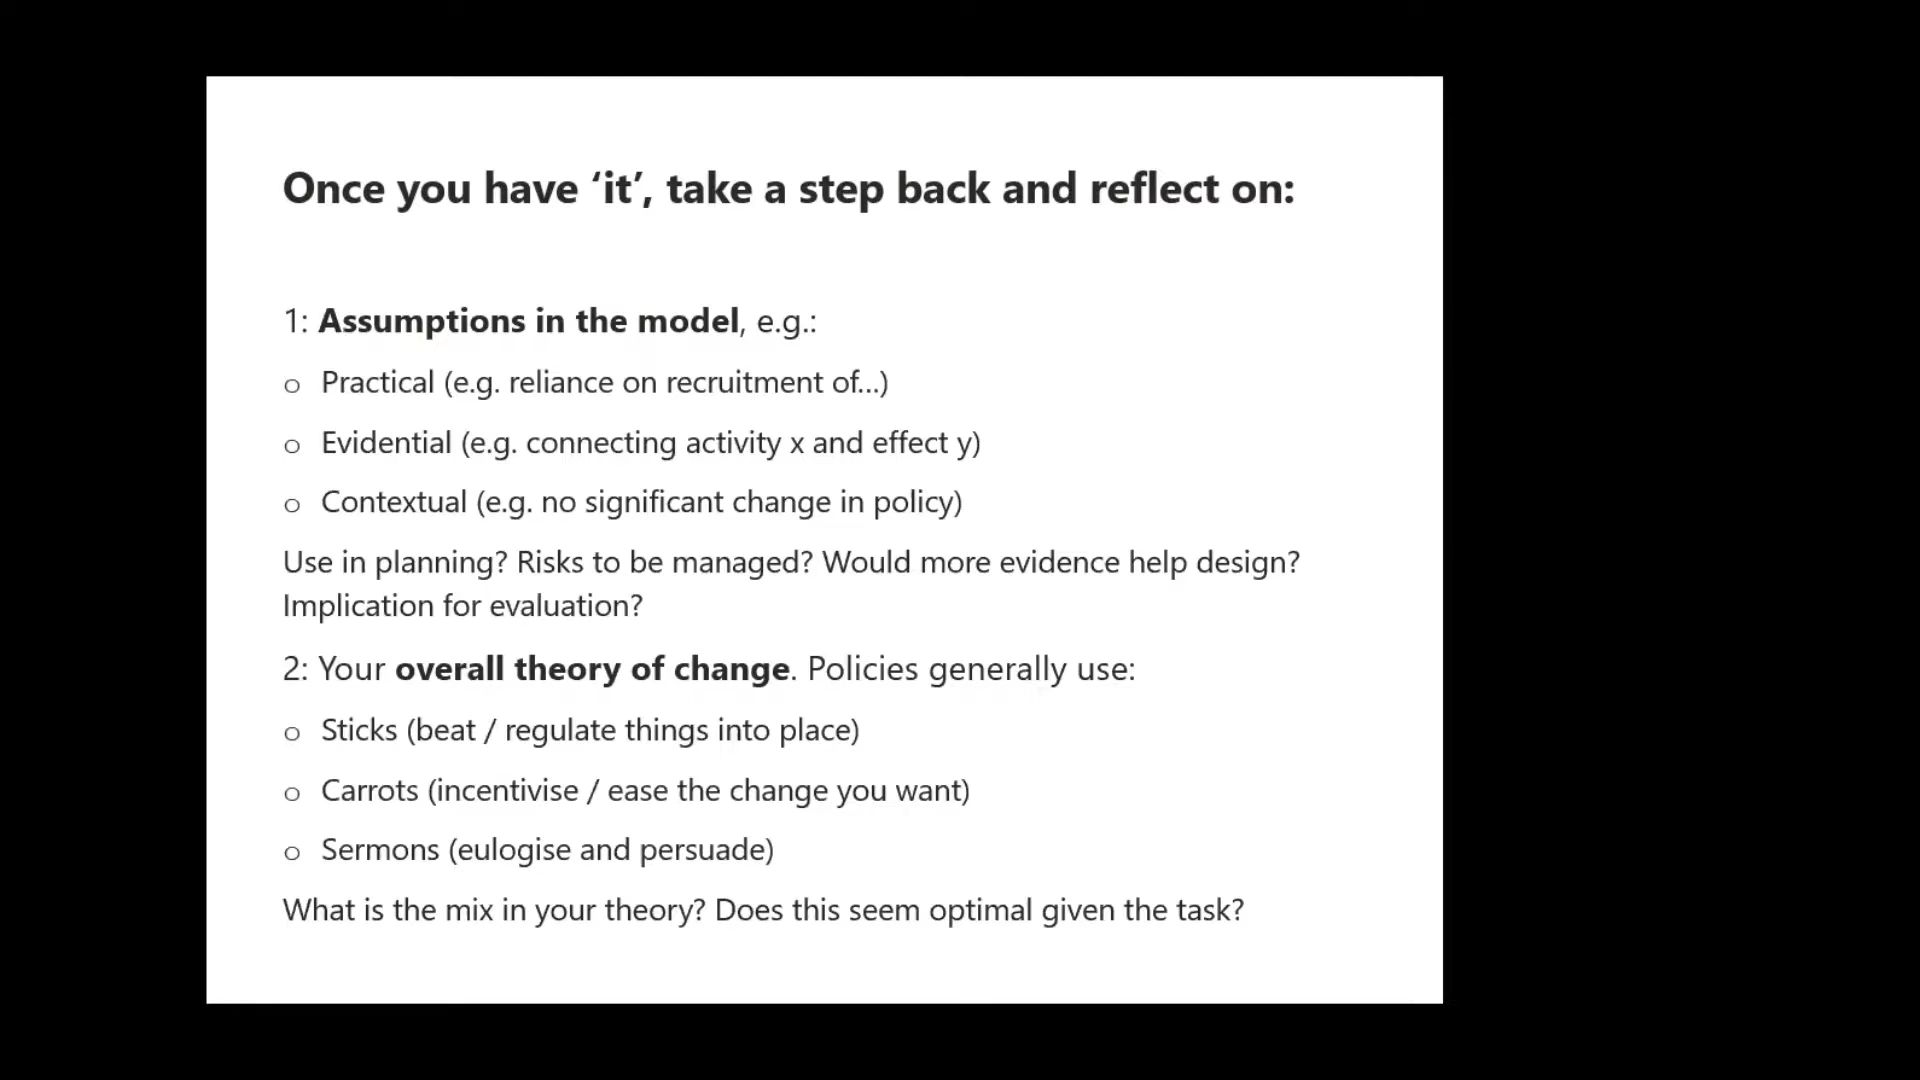 Once you have ‘it’, take a step back and reflect on:
1: Assumptions in the model, e.g.:
o Practical (e.g. reliance on recruitment of...)
o Evidential (e.g. connecting activity x and effect y)
o Contextual (e.g. no significant change in policy)
Use in planning? Risks to be managed? Would more evidence help design?
Implication for evaluation?
2: Your overall theory of change. Policies generally use:
o Sticks (beat / regulate things into place)
o Carrots (incentivise / ease the change you want)
o Sermons (eulogise and persuade)
What is the mix in your theory? Does this seem optimal given the task?